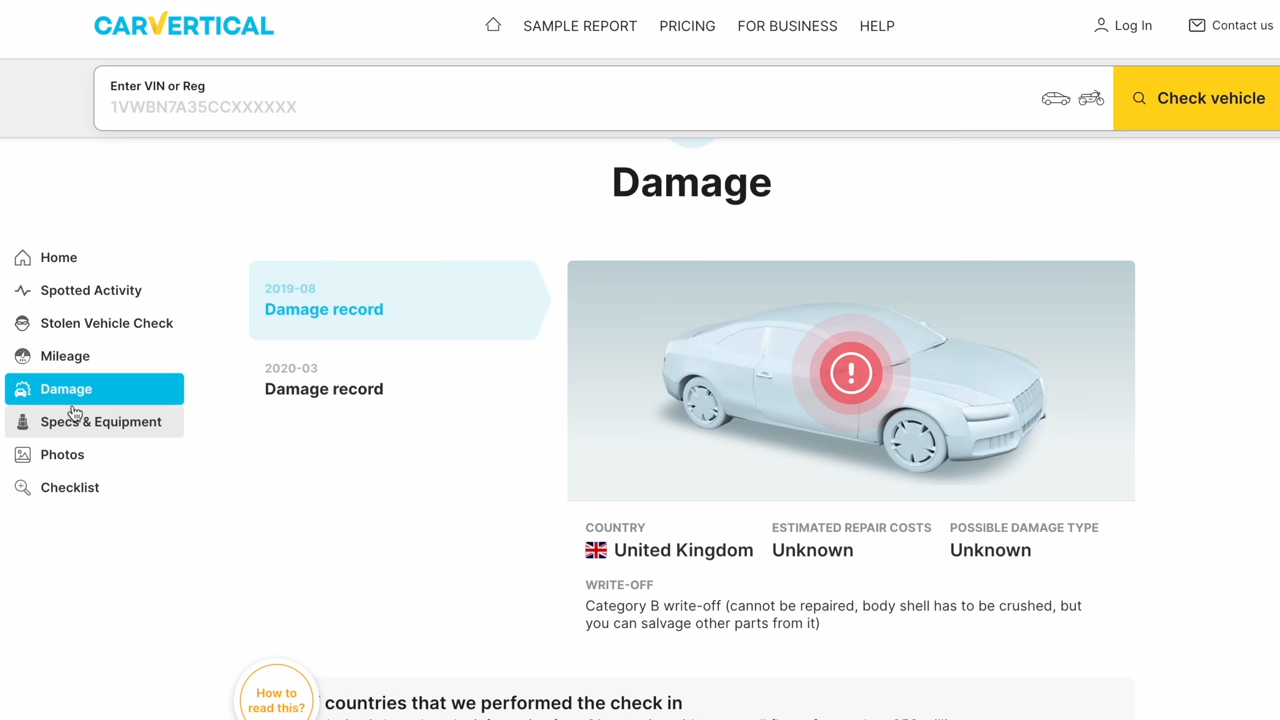 CARVERTICAL
SAMPLE REPORT
PRICING
FOR BUSINESS
HELP
Log In
Contact us
Enter VIN or Reg
1VWBN7A35CCXXXXXX
Check vehicle
Damage
Home
Spotted Activity
Stolen Vehicle Check
Mileage
Damage
Specs & Equipment
Photos
Checklist
2019-08
Damage record
2020-03
Damage record
COUNTRY
United Kingdom
ESTIMATED REPAIR COSTS
Unknown
POSSIBLE DAMAGE TYPE
Unknown
WRITE-OFF
Category B write-off (cannot be repaired, body shell has to be crushed, but
you can salvage other parts from it)
How to
read this?
countries that we performed the check in